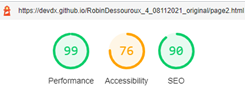 https://devdx.github.io/RobinDessouroux_4_08112021_original/page2.html
99 76 90
Performance Accessibility SEO